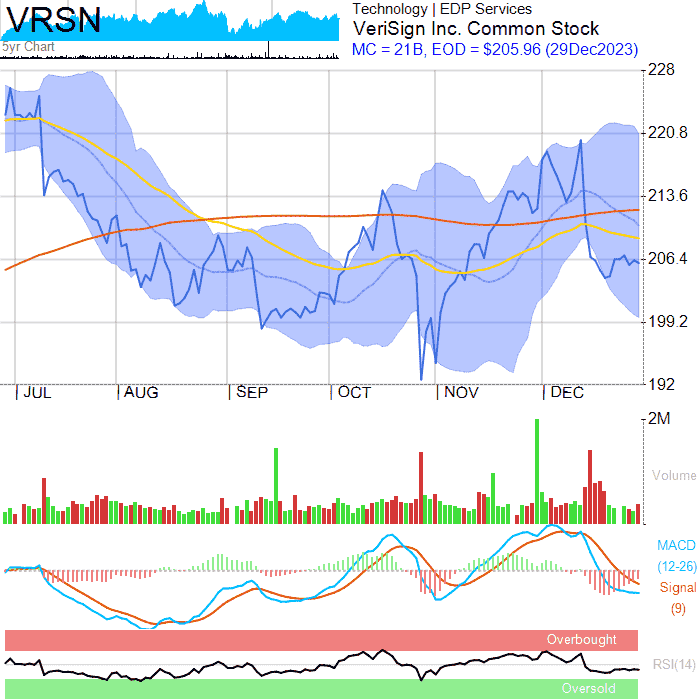 VRSN
5yr Chart
Technology | EDP Services
VeriSign Inc. Common Stock
MC = 21B, EOD = $205.96 (29Dec2023)
228
220.8
213.6
206.4
199.2
192
JUL AUG SEP OCT NOV DEC
2M
Volume
MACD
(12-26)
Signal
(9)
Overbought
RSI(14)
Oversold